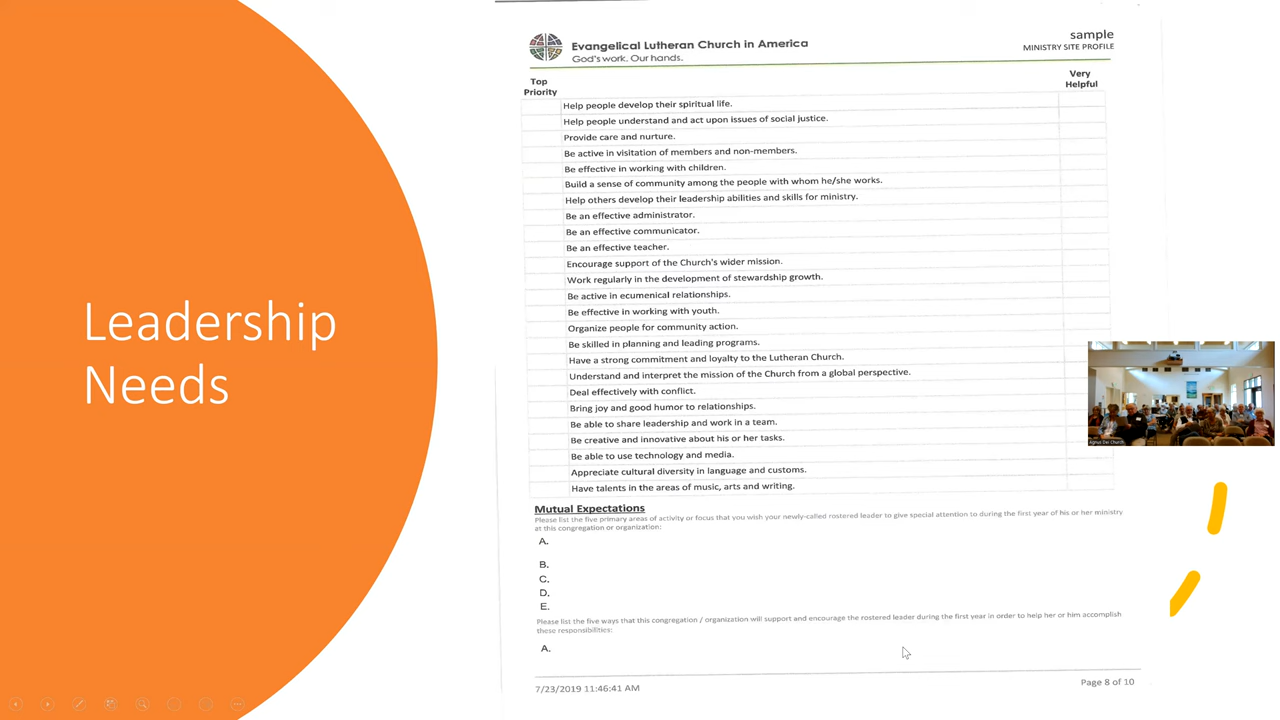 Leadership
Needs
Evangelical Lutheran Church in America
God's work. Our hands.
sample
MINISTRY SITE PROFILE
Top
Priority
Very
Helpful
Help people develop their spiritual life.
Help people understand and act upon issues of social justice.
Provide care and nurture.
Be active in visitation of members and non-members.
Be effective in working with children.
Build a sense of community among the people with whom he/she works.
Help others develop their leadership abilities and skills for ministry.
Be an effective administrator.
Be an effective communicator.
Be an effective teacher.
Encourage support of the Church's wider mission.
Work regularly in the development of stewardship growth.
Be active in ecumenical relationships.
Be effective in working with youth.
Organize people for community action.
Be skilled in planning and leading programs.
Have a strong commitment and loyalty to the Lutheran Church.
Understand and interpret the mission of the Church from a global perspective.
Deal effectively with conflict.
Bring joy and good humor to relationships.
Be able to share leadership and work in a team.
Be creative and innovative about his or her tasks.
Be able to use technology and media.
Appreciate cultural diversity in language and customs.
Have talents in the areas of music, arts and writing.
Mutual Expectations
Please list the five primary areas of activity or focus that you wish your newly-called rostered leader to give special attention to during the first year of his or her ministry
at this congregation or organization:
A.
B.
C.
D.
E.
Please list the five ways that this congregation / organization will support and encourage the rostered leader during the first year in order to help her or him accomplish
these responsibilities:
A.
7/23/2019 11:46:41 AM
Page 8 of 10
Agnus Dei Church